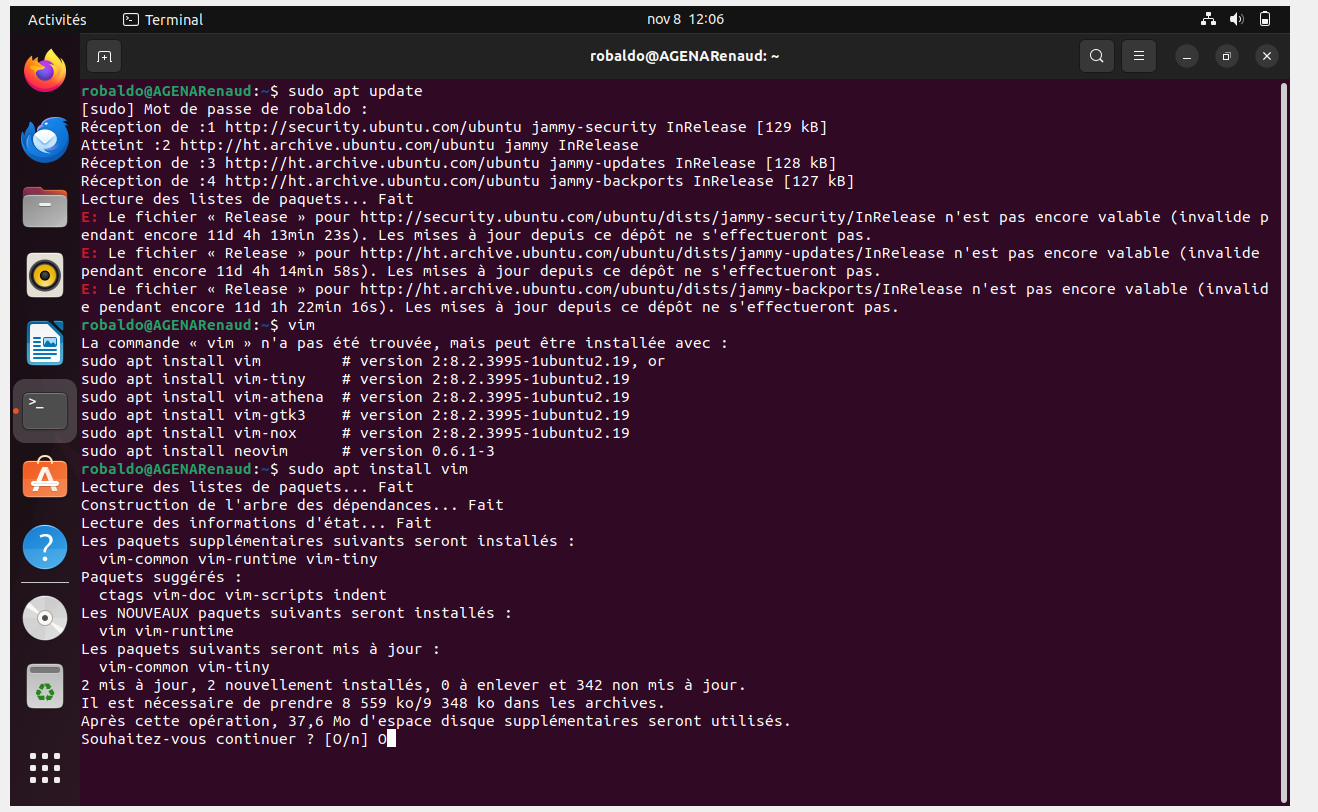 Activités Terminal nov 8 12:06
robaldo@AGENARenaud: ~
robaldo@AGENARenaud:~$ sudo apt update
[sudo] Mot de passe de robaldo :
Réception de :1 http://security.ubuntu.com/ubuntu jammy-security InRelease [129 kB]
Atteint :2 http://ht.archive.ubuntu.com/ubuntu jammy InRelease
Réception de :3 http://ht.archive.ubuntu.com/ubuntu jammy-updates InRelease [128 kB]
Réception de :4 http://ht.archive.ubuntu.com/ubuntu jammy-backports InRelease [127 kB]
Lecture des listes de paquets... Fait
E: Le fichier « Release » pour http://security.ubuntu.com/ubuntu/dists/jammy-security/InRelease n'est pas encore valable (invalide p
endant encore 11d 4h 13min 23s). Les mises à jour depuis ce dépôt ne s'effectueront pas.
E: Le fichier « Release » pour http://ht.archive.ubuntu.com/ubuntu/dists/jammy-updates/InRelease n'est pas encore valable (invalide
pendant encore 11d 4h 14min 58s). Les mises à jour depuis ce dépôt ne s'effectueront pas.
E: Le fichier « Release » pour http://ht.archive.ubuntu.com/ubuntu/dists/jammy-backports/InRelease n'est pas encore valable (invalid
e pendant encore 11d 1h 22min 16s). Les mises à jour depuis ce dépôt ne s'effectueront pas.
robaldo@AGENARenaud:~$ vim
La commande « vim » n'a pas été trouvée, mais peut être installée avec :
sudo apt install vim         # version 2:8.2.3995-1ubuntu2.19, or
sudo apt install vim-tiny    # version 2:8.2.3995-1ubuntu2.19
sudo apt install vim-athena  # version 2:8.2.3995-1ubuntu2.19
sudo apt install vim-gtk3    # version 2:8.2.3995-1ubuntu2.19
sudo apt install vim-nox     # version 2:8.2.3995-1ubuntu2.19
sudo apt install neovim      # version 0.6.1-3
robaldo@AGENARenaud:~$ sudo apt install vim
Lecture des listes de paquets... Fait
Construction de l'arbre des dépendances... Fait
Lecture des informations d'état... Fait
Les paquets supplémentaires suivants seront installés :
  vim-common vim-runtime vim-tiny
Paquets suggérés :
  ctags vim-doc vim-scripts indent
Les NOUVEAUX paquets suivants seront installés :
  vim vim-runtime
Les paquets suivants seront mis à jour :
  vim-common vim-tiny
2 mis à jour, 2 nouvellement installés, 0 à enlever et 342 non mis à jour.
Il est nécessaire de prendre 8 559 ko/9 348 ko dans les archives.
Après cette opération, 37,6 Mo d'espace disque supplémentaires seront utilisés.
Souhaitez-vous continuer ? [O/n] O